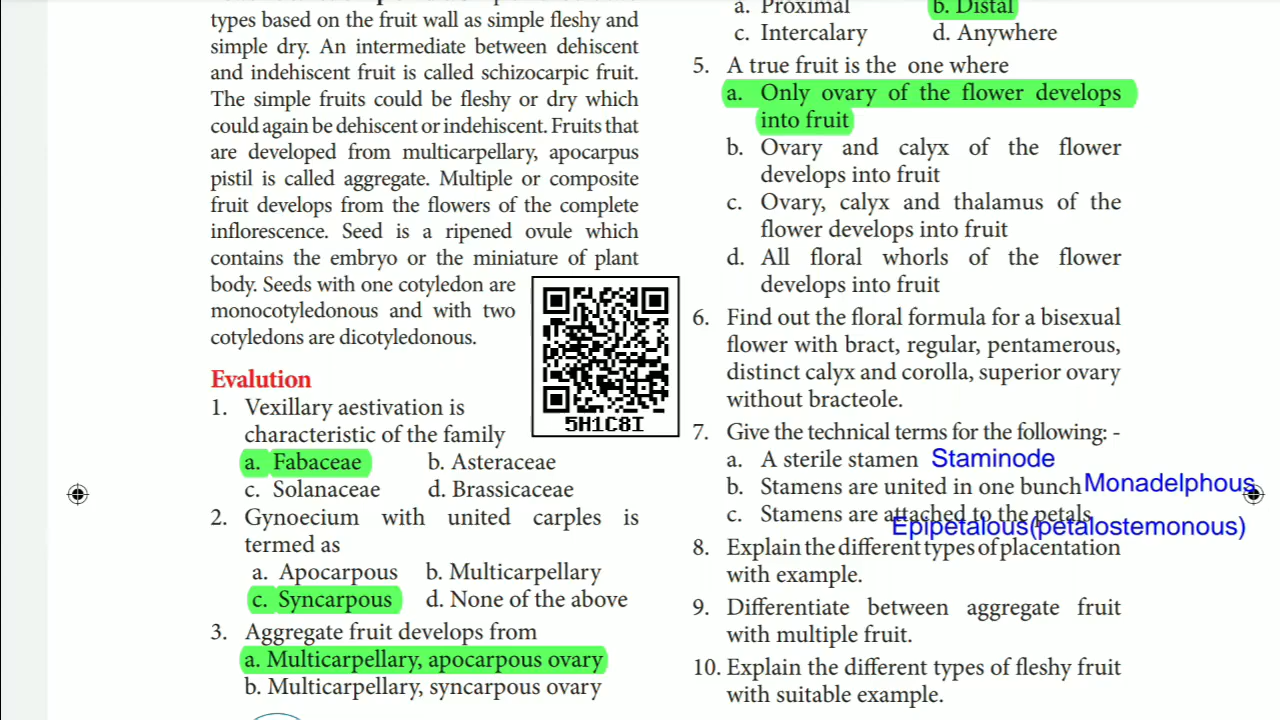 types based on the fruit wall as simple fleshy and
simple dry. An intermediate between dehiscent
and indehiscent fruit is called schizocarpic fruit.
The simple fruits could be fleshy or dry which
could again be dehiscent or indehiscent. Fruits that
are developed from multicarpellary, apocarpus
pistil is called aggregate. Multiple or composite
fruit develops from the flowers of the complete
inflorescence. Seed is a ripened ovule which
contains the embryo or the miniature of plant
body. Seeds with one cotyledon are
monocotyledonous and with two
cotyledons are dicotyledonous.
5H1C8I
Evalution
1. Vexillary aestivation is
characteristic of the family
a. Fabaceae b. Asteraceae
c. Solanaceae d. Brassicaceae
2. Gynoecium with united carples is
termed as
a. Apocarpous b. Multicarpellary
c. Syncarpous d. None of the above
3. Aggregate fruit develops from
a. Multicarpellary, apocarpous ovary
b. Multicarpellary, syncarpous ovary
a. Proximal b. Distal
c. Intercalary d. Anywhere
5. A true fruit is the one where
a. Only ovary of the flower develops
into fruit
b. Ovary and calyx of the flower
develops into fruit
c. Ovary, calyx and thalamus of the
flower develops into fruit
d. All floral whorls of the flower
develops into fruit
6. Find out the floral formula for a bisexual
flower with bract, regular, pentamerous,
distinct calyx and corolla, superior ovary
without bracteole.
7. Give the technical terms for the following: -
a. A sterile stamen Staminode
b. Stamens are united in one bunch Monadelphous
c. Stamens are attached to the petals
Epipetalous(petalostemonous)
8. Explain the different types of placentation
with example.
9. Differentiate between aggregate fruit
with multiple fruit.
10. Explain the different types of fleshy fruit
with suitable example.